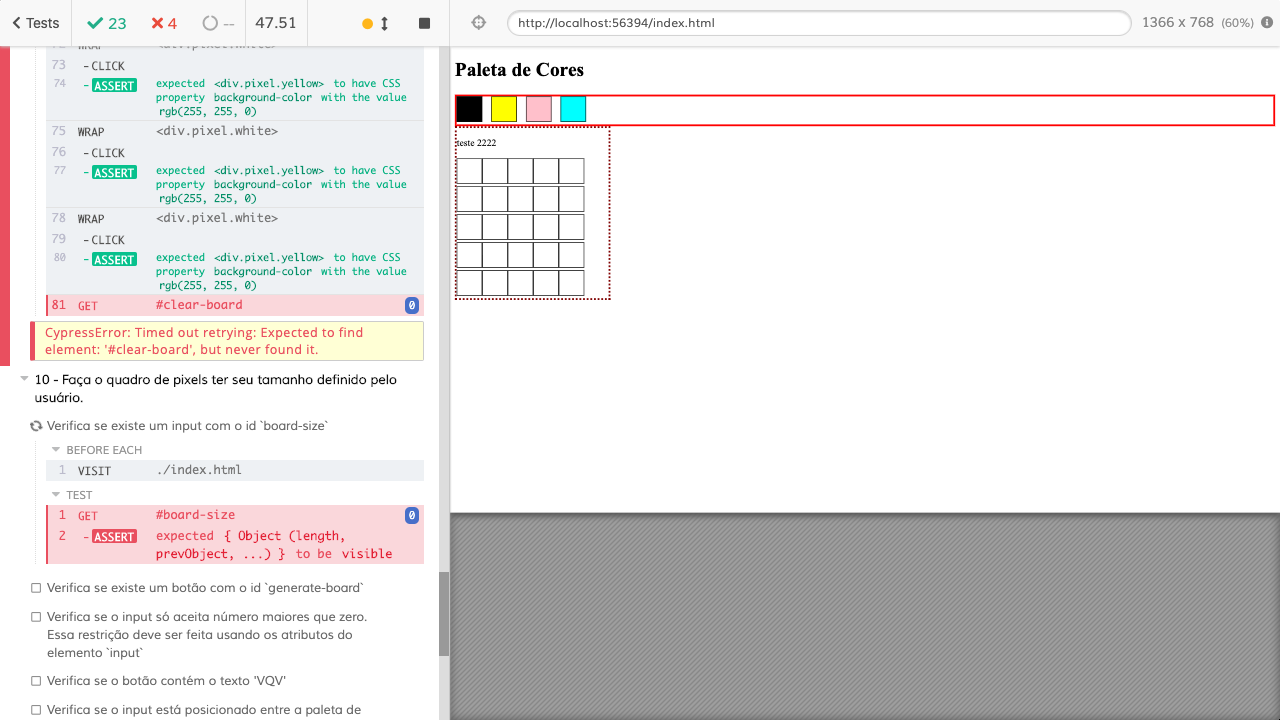 Tests
23
4
--
47.51
http://localhost:56394/index.html
1366 x 768 (60%)
72 WRAP <div.pixel.white>
73 -CLICK
74 -ASSERT expected <div.pixel.yellow> to have CSS
property background-color with the value
rgb(255, 255, 0)
75 WRAP <div.pixel.white>
76 -CLICK
77 -ASSERT expected <div.pixel.yellow> to have CSS
property background-color with the value
rgb(255, 255, 0)
78 WRAP <div.pixel.white>
79 -CLICK
80 -ASSERT expected <div.pixel.yellow> to have CSS
property background-color with the value
rgb(255, 255, 0)
81 GET #clear-board 0
CypressError: Timed out retrying: Expected to find
element: '#clear-board', but never found it.
10 - Faça o quadro de pixels ter seu tamanho definido pelo
usuário.
Verifica se existe um input com o id `board-size`
BEFORE EACH
1 VISIT ./index.html
TEST
1 GET #board-size 0
2 -ASSERT expected { Object (length,
prevObject, ...) } to be visible
Verifica se existe um botão com o id `generate-board`
Verifica se o input só aceita número maiores que zero.
Essa restrição deve ser feita usando os atributos do
elemento `input`
Verifica se o botão contém o texto 'VQV'
Verifica se o input está posicionado entre a paleta de
Paleta de Cores
teste 2222